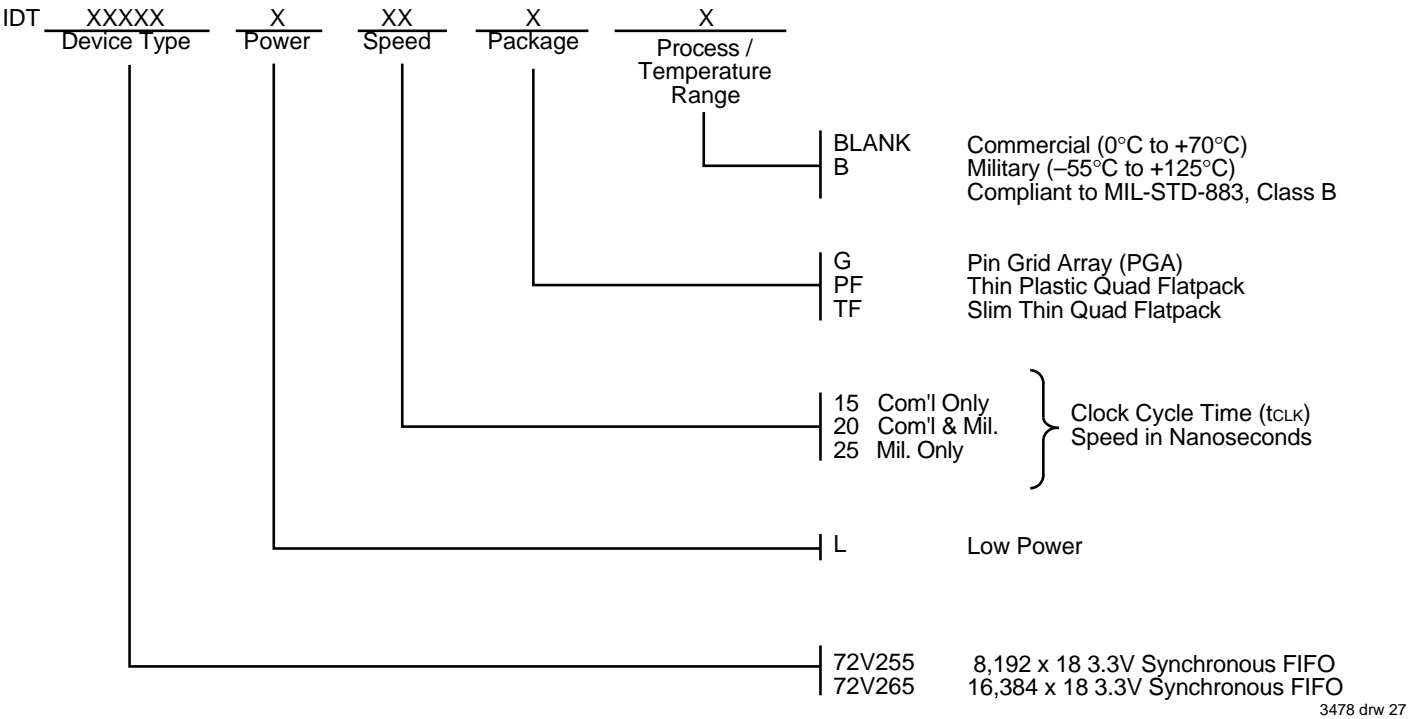 IDT XXXXX X XX X X
Device Type Power Speed Package Process /
Temperature
Range
BLANK Commercial (0°C to +70°C)
B Military (–55°C to +125°C)
Compliant to MIL-STD-883, Class B
G Pin Grid Array (PGA)
PF Thin Plastic Quad Flatpack
TF Slim Thin Quad Flatpack
15 Com'l Only
20 Com'l & Mil.
25 Mil. Only
Clock Cycle Time (tCLK)
Speed in Nanoseconds
L Low Power
72V255 8,192 x 18 3.3V Synchronous FIFO
72V265 16,384 x 18 3.3V Synchronous FIFO
3478 drw 27